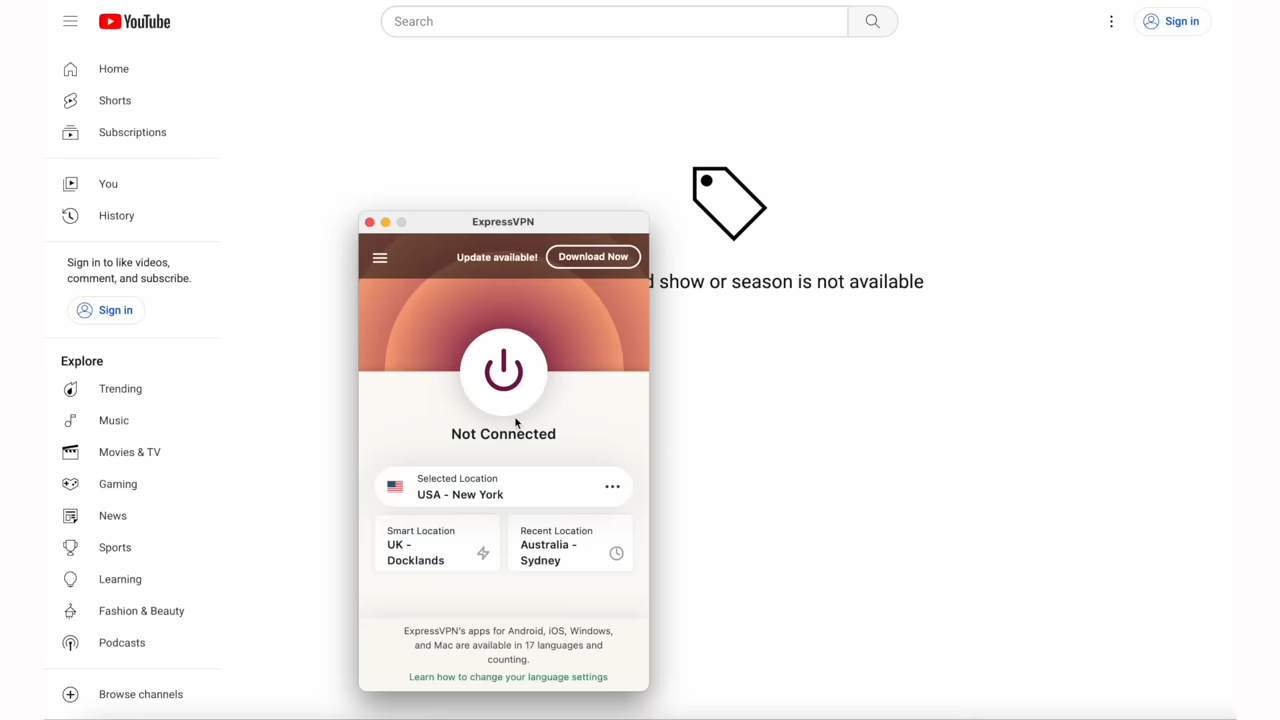 YouTube
Search
Sign in
Home
Shorts
Subscriptions
You
History
Sign in to like videos,
comment, and subscribe.
Sign in
Explore
Trending
Music
Movies & TV
Gaming
News
Sports
Learning
Fashion & Beauty
Podcasts
Browse channels
show or season is not available
ExpressVPN
Update available!
Download Now
Not Connected
Selected Location
USA - New York
Smart Location
UK -
Docklands
Recent Location
Australia -
Sydney
ExpressVPN's apps for Android, iOS, Windows,
and Mac are available in 17 languages and
counting.
Learn how to change your language settings